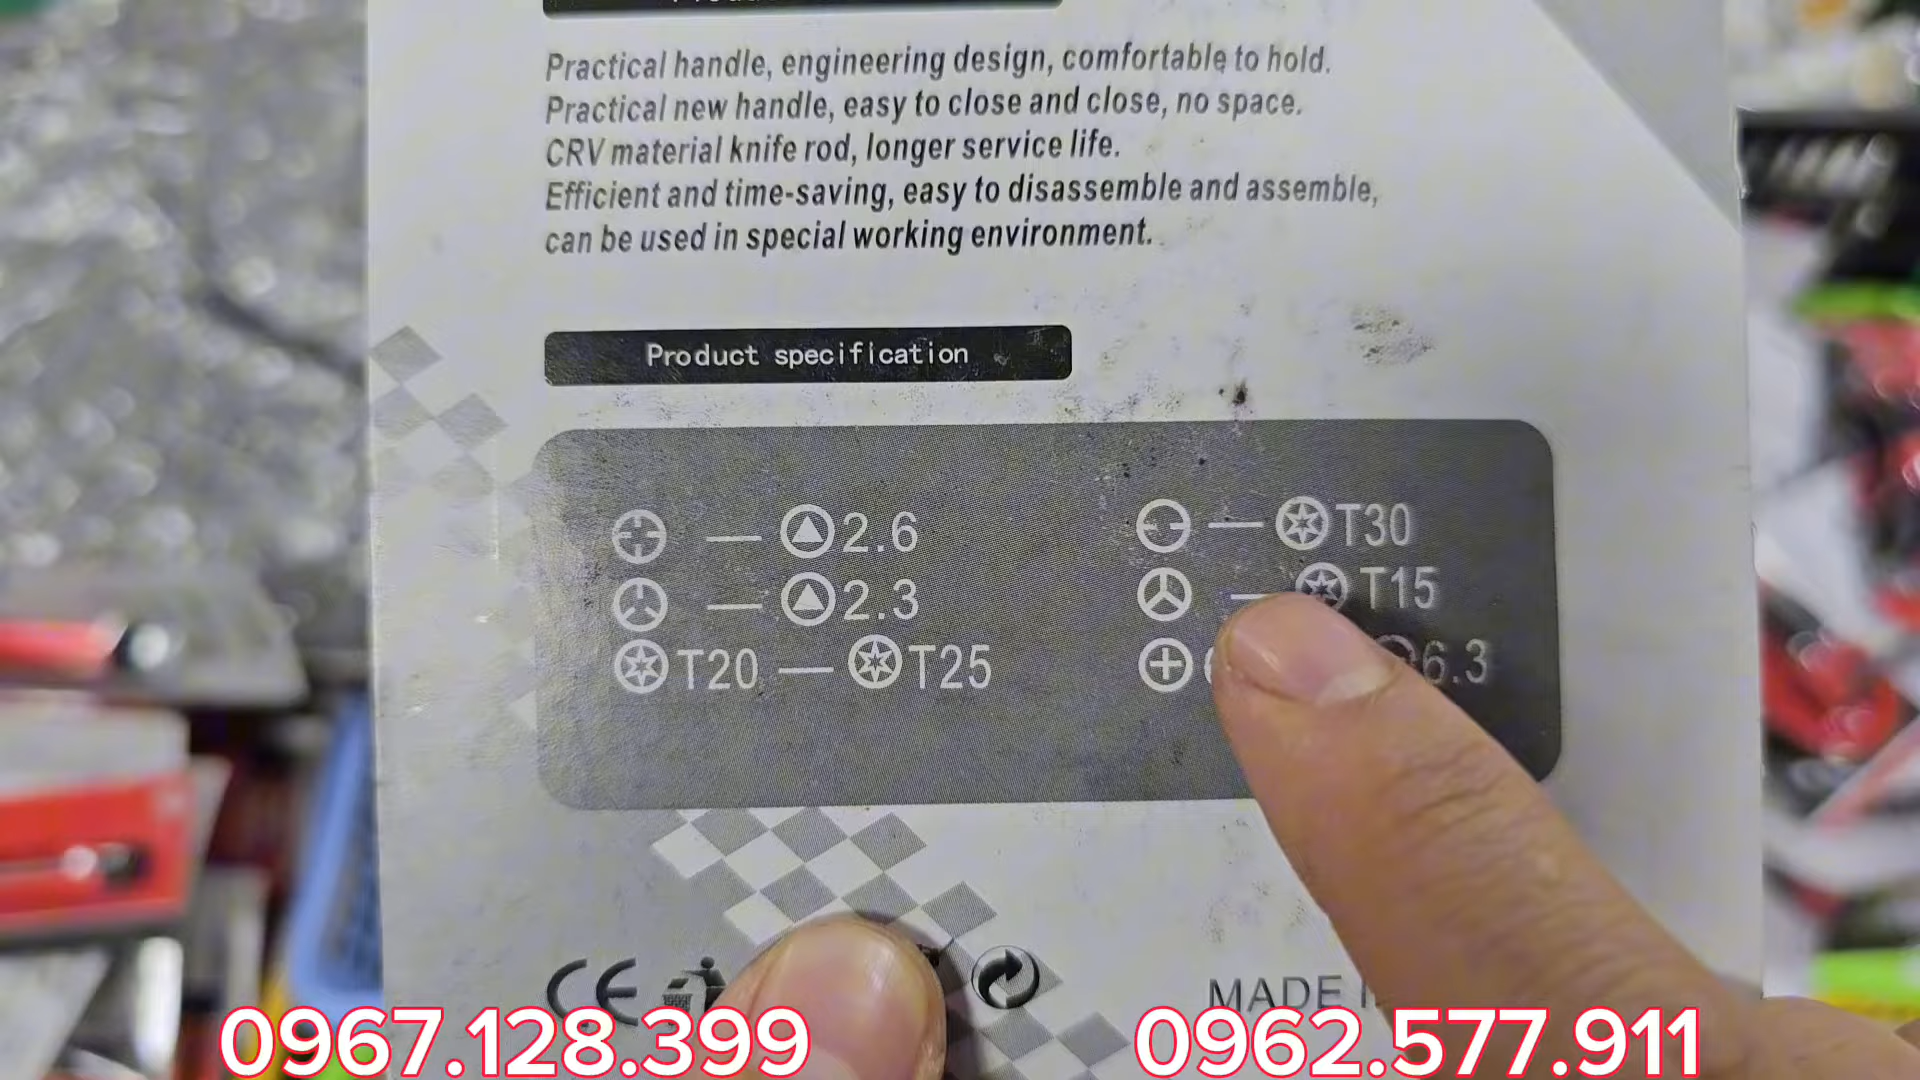 Practical handle, engineering design, comfortable to hold.
Practical new handle, easy to close and close, no space.
CRV material knife rod, longer service life.
Efficient and time-saving, easy to disassemble and assemble,
can be used in special working environment.
Product specification
— 2.6
— 2.3
T20 — T25
— T30
— T15
6.3
CE
MADE
0967.128.399
0962.577.911